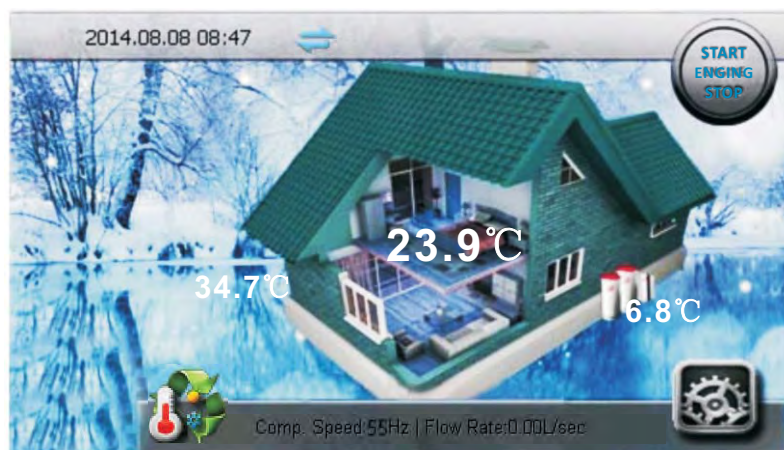 2014.08.08 08:47
START
ENGING
STOP
23.9℃
34.7℃
6.8℃
Comp. Speed:55Hz | Flow Rate:0.00L/sec